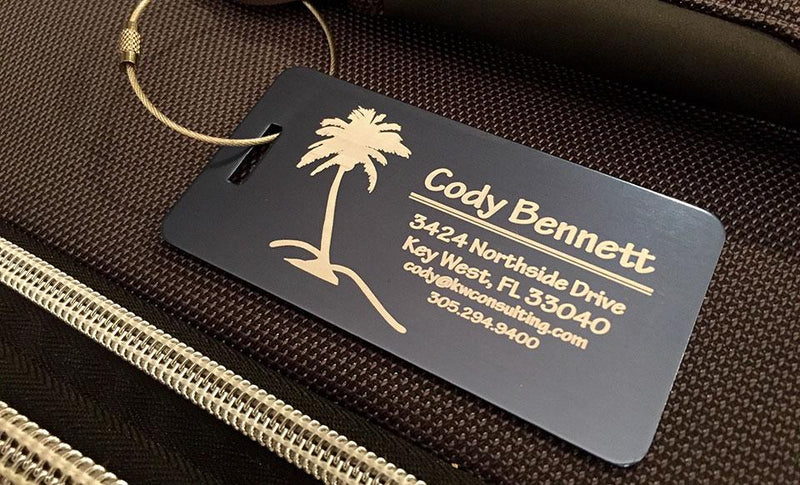 Cody Bennett
3424 Northside Drive
Key West, FL 33040
cody@kwconsulting.com
305.294.9400